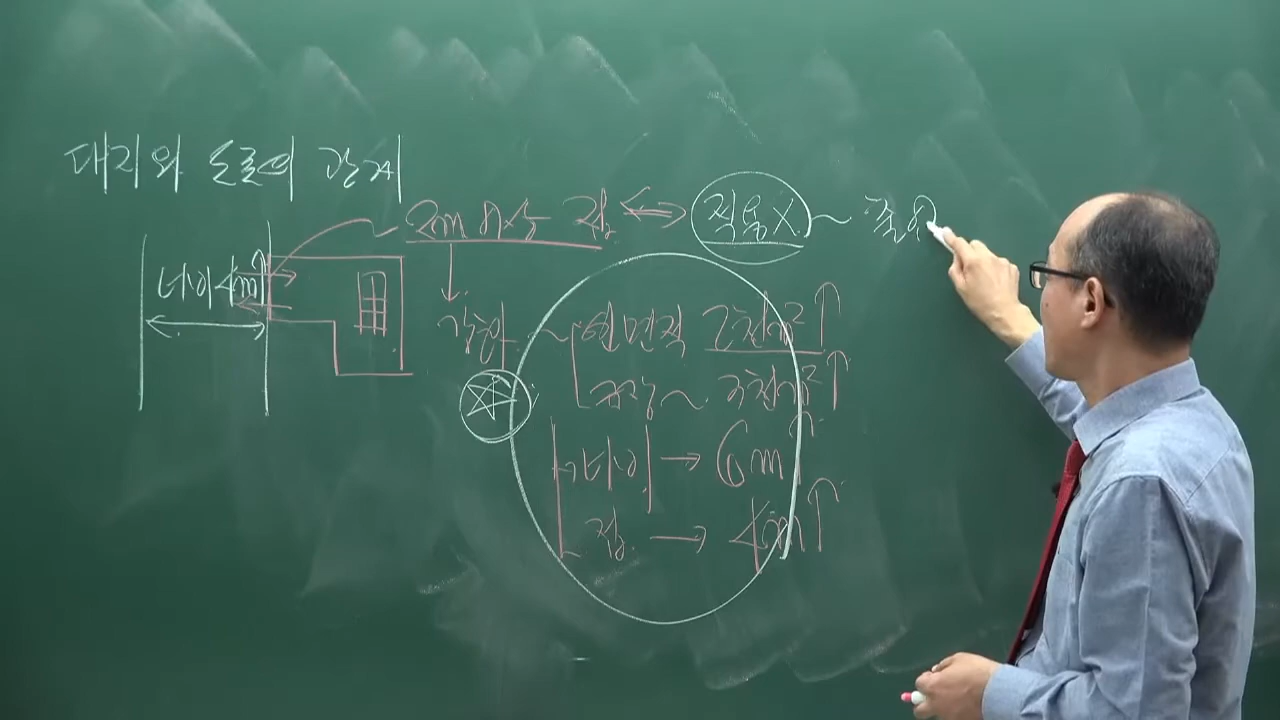 대지와 도로의 관계
2m 이상 접 ⇔ 적용X ~ 출입
너비 4m↑
강화 ~ 연면적 2천m²↑
공장~ 3천m²↑
너비 → 6m↑
접 → 4m↑